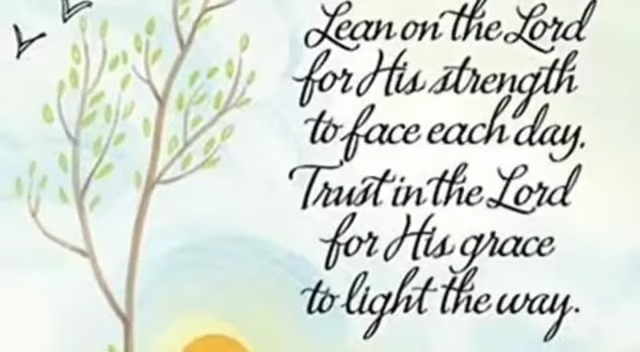 Lean on the Lord
for His strength
to face each day.
Trust in the Lord
for His grace
to light the way.